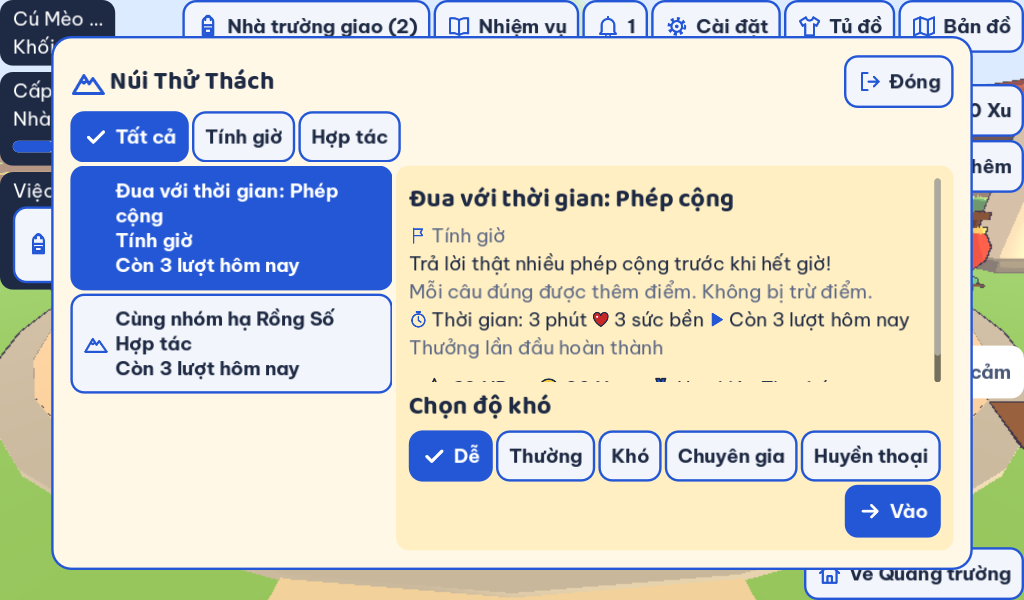 Cú Mèo ...
Khối
Nhà trường giao (2)
Nhiệm vụ
1
Cài đặt
Tủ đồ
Bản đồ
Cấp
Nhà
Việc
0 Xu
Núi Thử Thách
Đóng
Tất cả
Tính giờ
Hợp tác
Đua với thời gian: Phép
cộng
Tính giờ
Còn 3 lượt hôm nay
Cùng nhóm hạ Rồng Số
Hợp tác
Còn 3 lượt hôm nay
Đua với thời gian: Phép cộng
Tính giờ
Trả lời thật nhiều phép cộng trước khi hết giờ!
Mỗi câu đúng được thêm điểm. Không bị trừ điểm.
Thời gian: 3 phút 3 sức bền Còn 3 lượt hôm nay
Thưởng lần đầu hoàn thành
Chọn độ khó
Dễ
Thường
Khó
Chuyên gia
Huyền thoại
Vào
cảm
Về Quảng trường